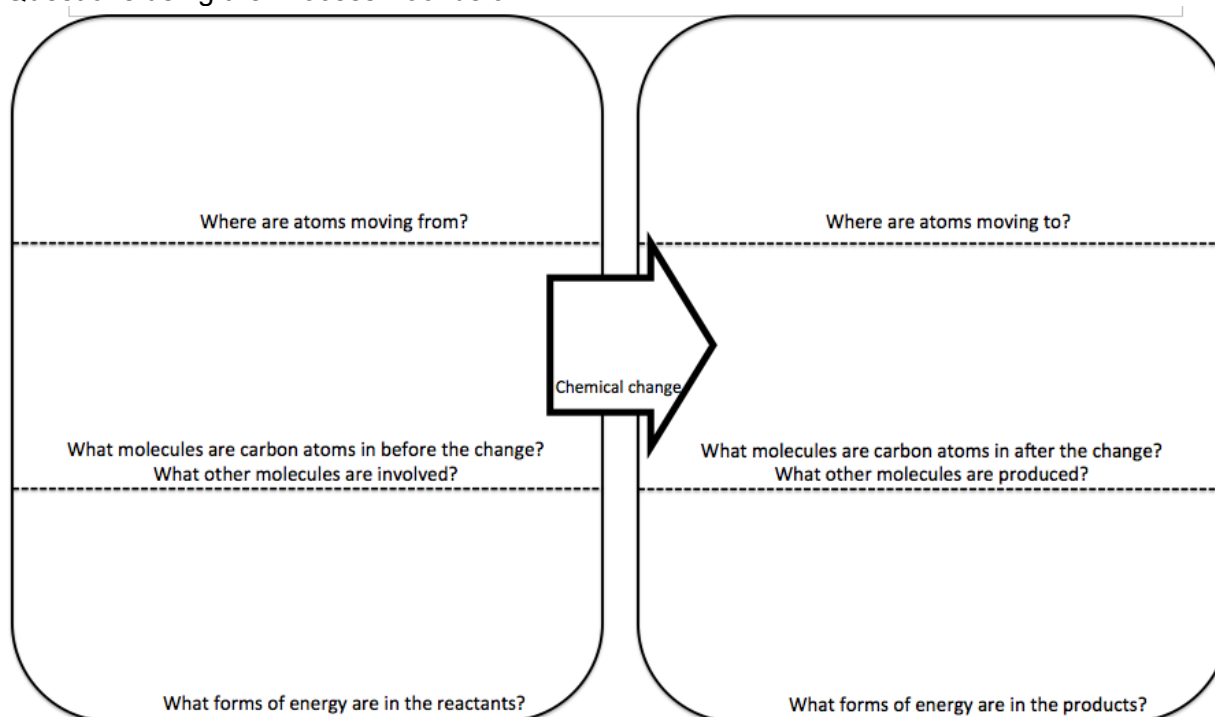 Where are atoms moving from?
Where are atoms moving to?
Chemical change
What molecules are carbon atoms in before the change?
What other molecules are involved?
What molecules are carbon atoms in after the change?
What other molecules are produced?
What forms of energy are in the reactants?
What forms of energy are in the products?